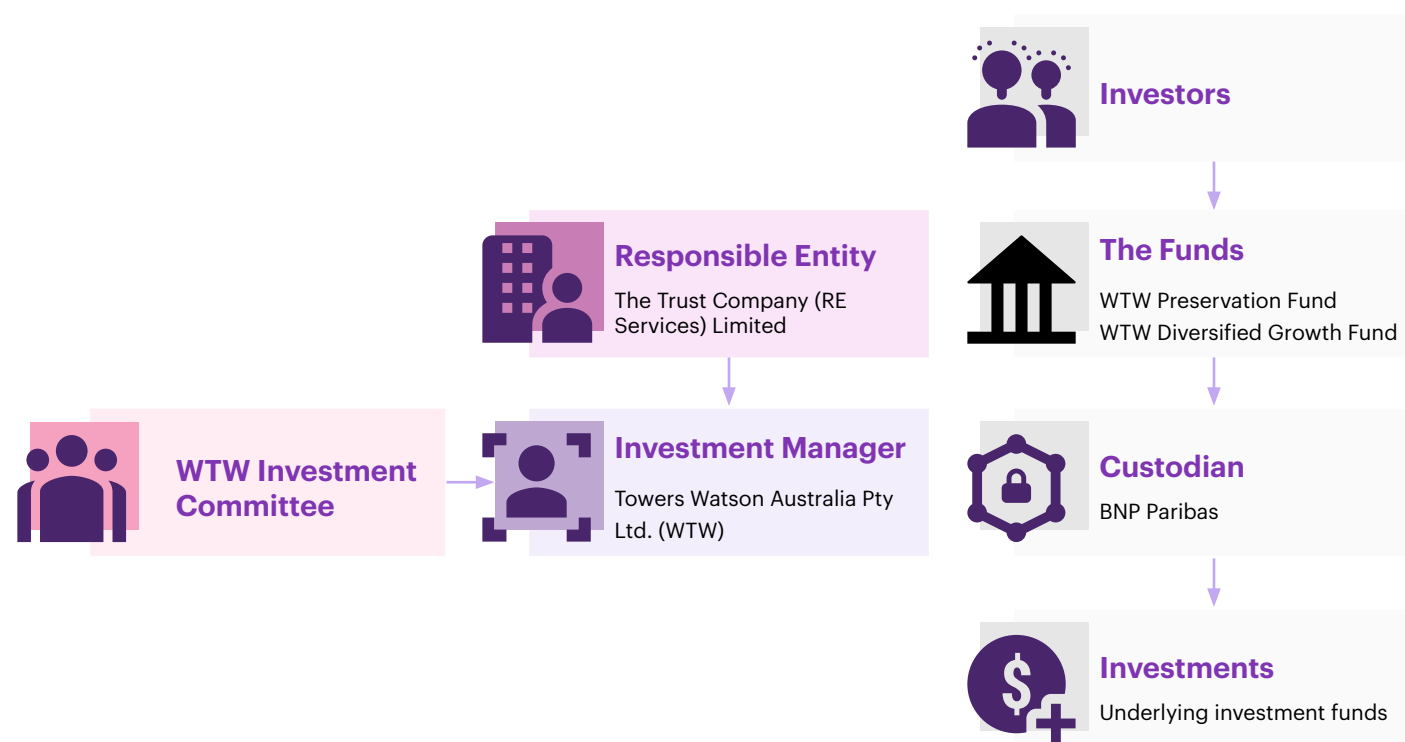 Investors
Responsible Entity
The Trust Company (RE
Services) Limited
The Funds
WTW Preservation Fund
WTW Diversified Growth Fund
WTW Investment
Committee
Investment Manager
Towers Watson Australia Pty
Ltd. (WTW)
Custodian
BNP Paribas
Investments
Underlying investment funds